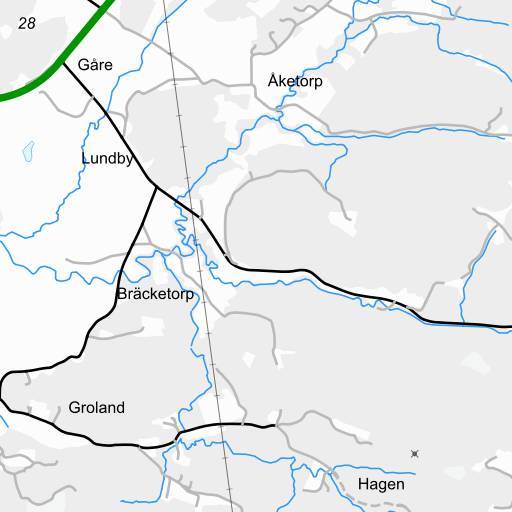 28
Gåre
Åketorp
Lundby
Bräcketorp
Groland
Hagen